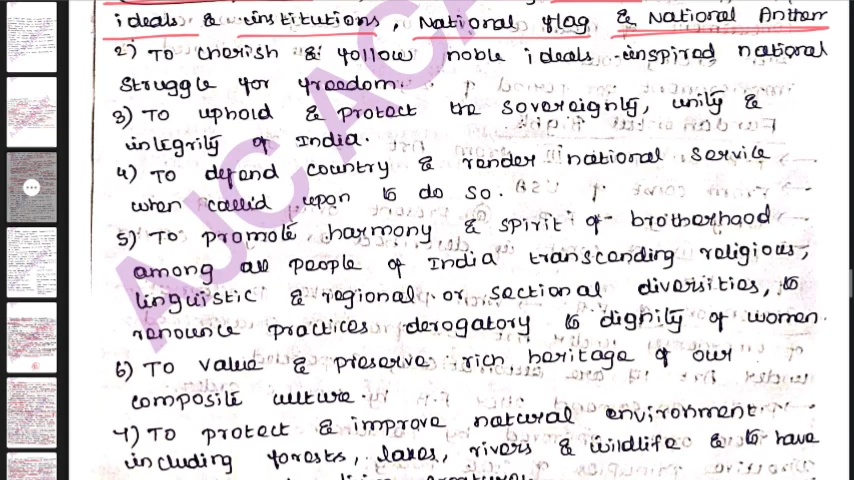 ideals & institutions, National flag & National Anthem
2) To cherish & follow noble ideals inspired national
struggle for freedom.
3) To uphold & protect the sovereignty, unity &
integrity of India.
4) To defend country & render national service
when called upon to do so.
5) To promote harmony & spirit of brotherhood
among all people of India transcending religious,
linguistic & regional or sectional diversities, to
renounce practices derogatory to dignity of women.
6) To value & preserve rich heritage of our
composite culture.
7) To protect & improve natural environment
including forests, lakes, rivers & wildlife & to have
AJC ACA